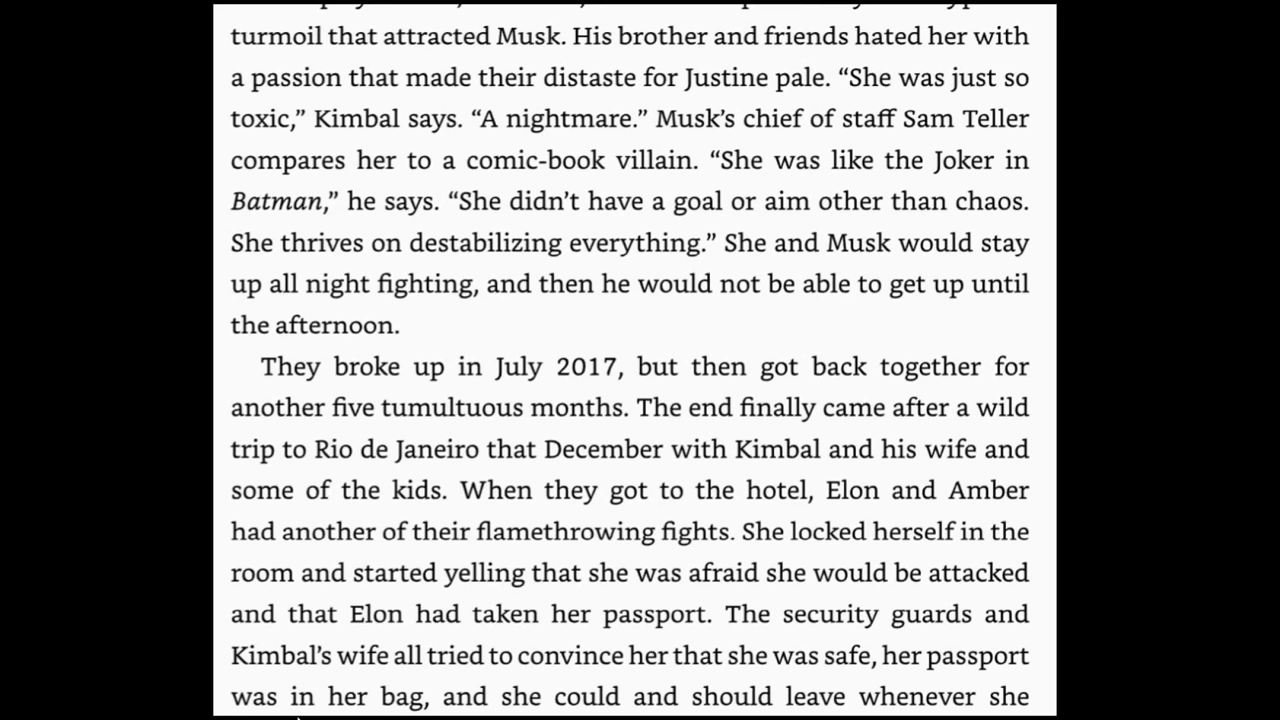 turmoil that attracted Musk. His brother and friends hated her with
a passion that made their distaste for Justine pale. “She was just so
toxic,” Kimbal says. “A nightmare.” Musk’s chief of staff Sam Teller
compares her to a comic-book villain. “She was like the Joker in
Batman,” he says. “She didn’t have a goal or aim other than chaos.
She thrives on destabilizing everything.” She and Musk would stay
up all night fighting, and then he would not be able to get up until
the afternoon.
They broke up in July 2017, but then got back together for
another five tumultuous months. The end finally came after a wild
trip to Rio de Janeiro that December with Kimbal and his wife and
some of the kids. When they got to the hotel, Elon and Amber
had another of their flamethrowing fights. She locked herself in the
room and started yelling that she was afraid she would be attacked
and that Elon had taken her passport. The security guards and
Kimbal’s wife all tried to convince her that she was safe, her passport
was in her bag, and she could and should leave whenever she